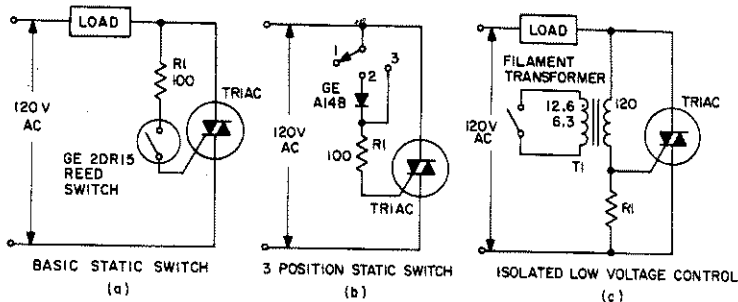 LOAD
R1
100
TRIAC
120V
AC
GE 2DR15
REED
SWITCH
BASIC STATIC SWITCH
(a)
1
3
2
GE
A14B
120V
AC
R1
100
TRIAC
3 POSITION STATIC SWITCH
(b)
LOAD
FILAMENT
TRANSFORMER
TRIAC
12.6
6.3
120
120V
AC
T1
R1
ISOLATED LOW VOLTAGE CONTROL
(c)